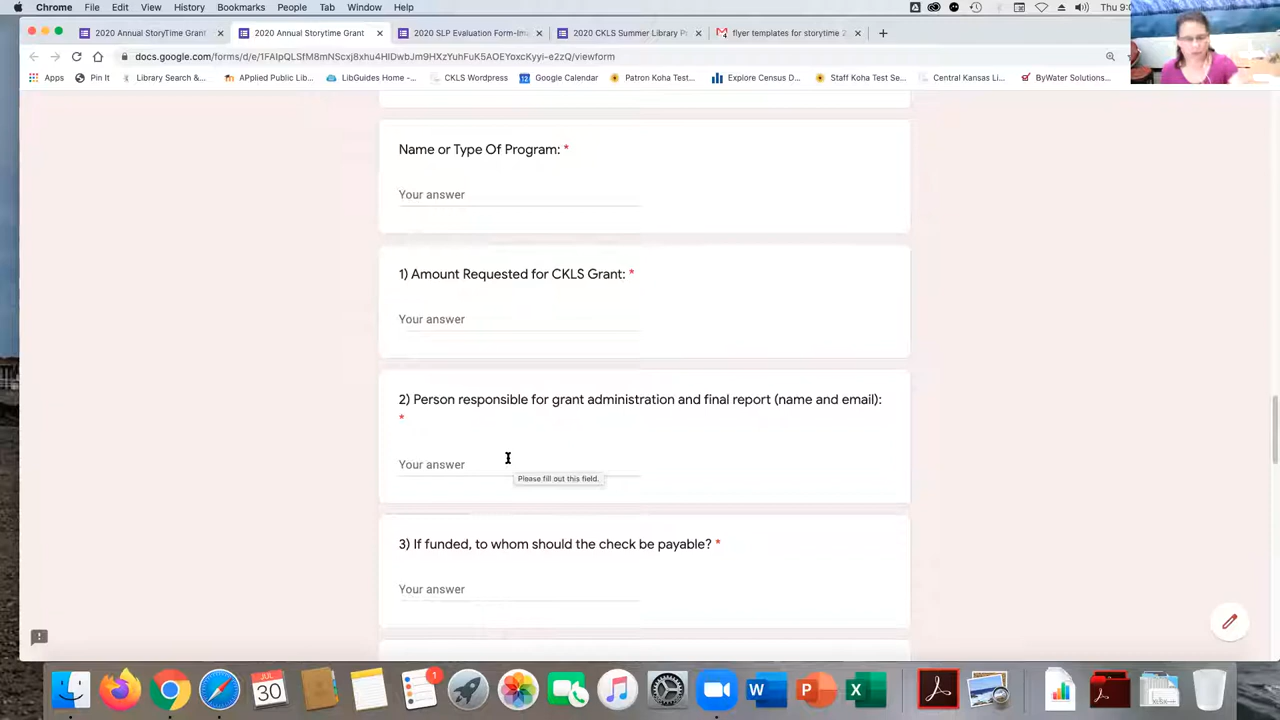 Chrome File Edit View History Bookmarks People Tab Window Help
Thu 9:0
2020 Annual StoryTime Grant
2020 Annual Storytime Grant
2020 SLP Evaluation Form-Ima
2020 CKLS Summer Library P
flyer templates for storytime 2
docs.google.com/forms/d/e/
/viewform
Apps Pin It Library Search &... APplied Public Lib... LibGuides Home -... CKLS Wordpress Google Calendar Patron Koha Test... Explore Census D... Staff Koha Test Se... Central Kansas Li... ByWater Solutions...
Name or Type Of Program: *
Your answer
1) Amount Requested for CKLS Grant: *
Your answer
2) Person responsible for grant administration and final report (name and email):
*
Your answer
Please fill out this field.
3) If funded, to whom should the check be payable? *
Your answer
JUL
30